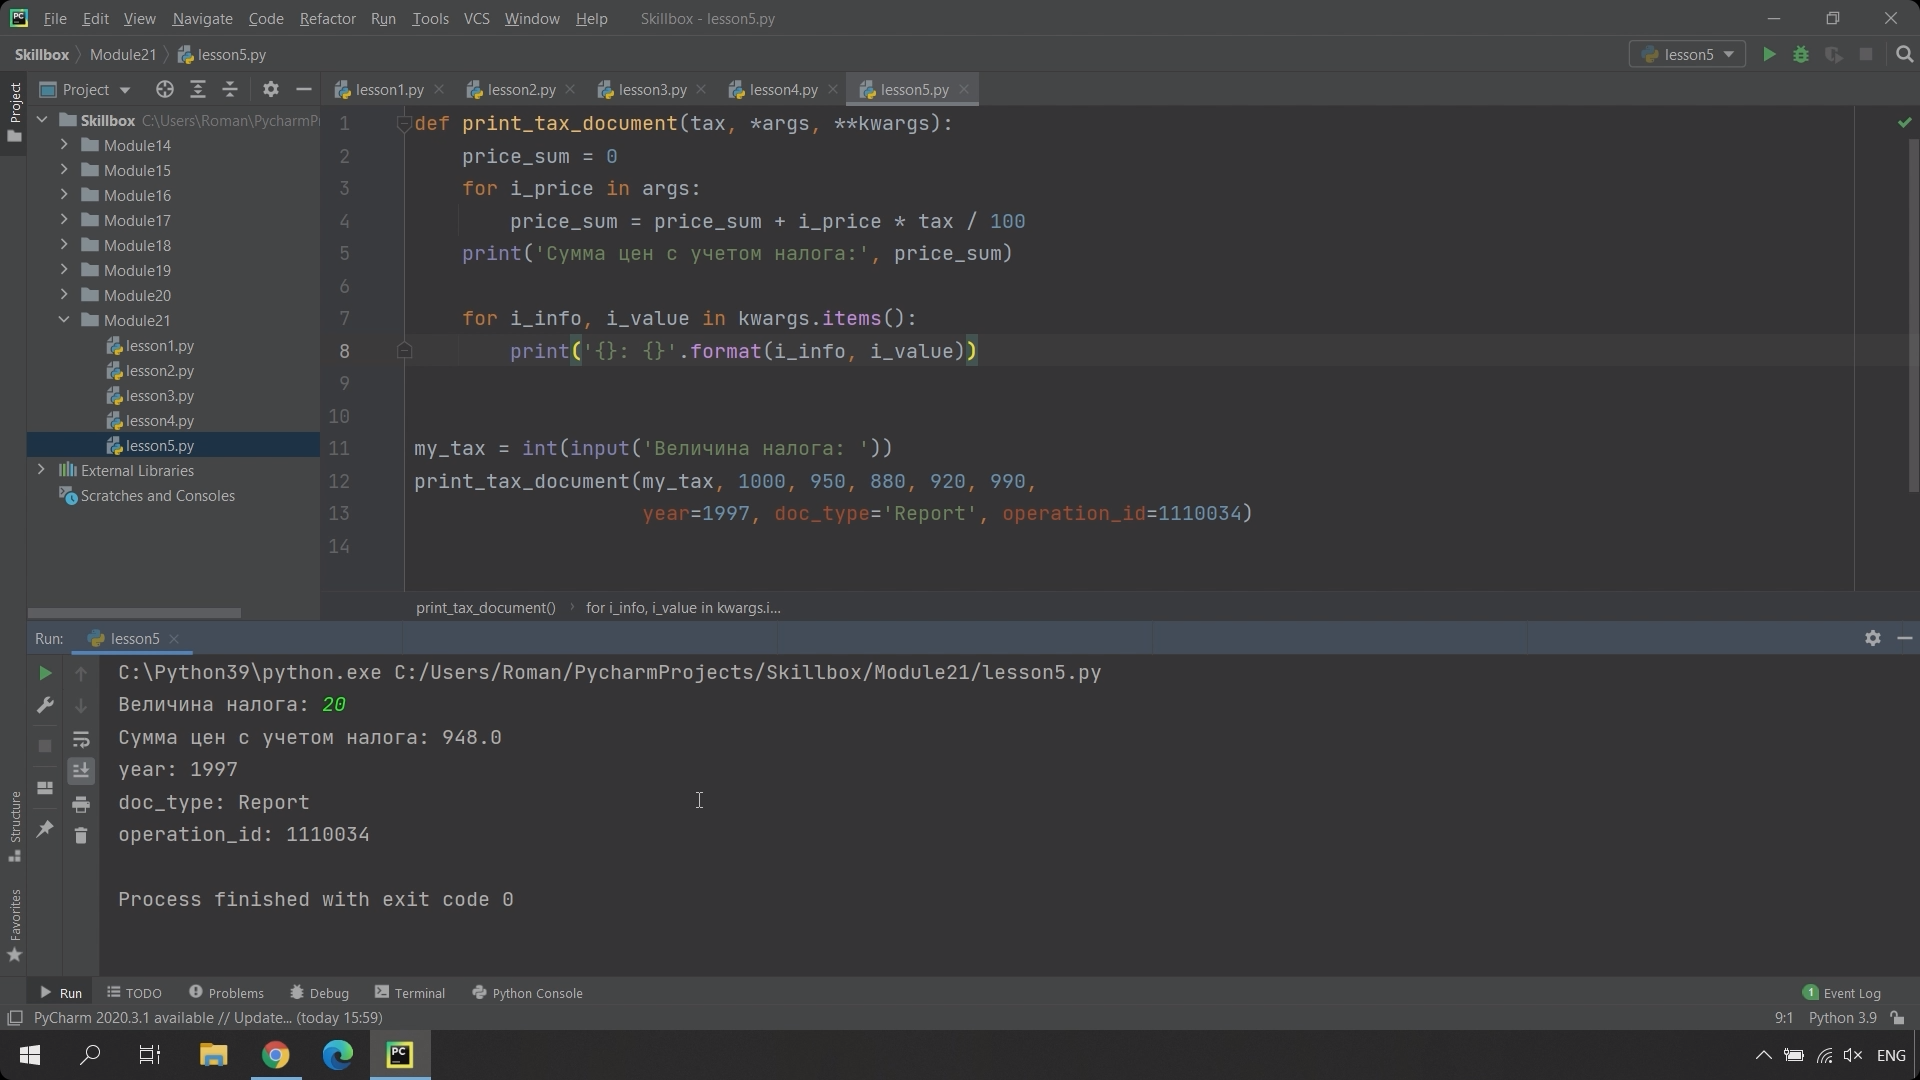 File Edit View Navigate Code Refactor Run Tools VCS Window Help Skillbox - lesson5.py
Skillbox Module21 lesson5.py lesson5
Project lesson1.py lesson2.py lesson3.py lesson4.py lesson5.py
Project
Skillbox C:\Users\Roman\PycharmPr
Module14
Module15
Module16
Module17
Module18
Module19
Module20
Module21
lesson1.py
lesson2.py
lesson3.py
lesson4.py
lesson5.py
External Libraries
Scratches and Consoles
1 def print_tax_document(tax, *args, **kwargs):
2 price_sum = 0
3 for i_price in args:
4 price_sum = price_sum + i_price * tax / 100
5 print('Сумма цен с учетом налога:', price_sum)
6
7 for i_info, i_value in kwargs.items():
8 print('{}: {}'.format(i_info, i_value))
9
10
11 my_tax = int(input('Величина налога: '))
12 print_tax_document(my_tax, 1000, 950, 880, 920, 990,
13 year=1997, doc_type='Report', operation_id=1110034)
14
print_tax_document() for i_info, i_value in kwargs.i...
Run: lesson5
C:\Python39\python.exe C:/Users/Roman/PycharmProjects/Skillbox/Module21/lesson5.py
Величина налога: 20
Сумма цен с учетом налога: 948.0
year: 1997
doc_type: Report
operation_id: 1110034
Process finished with exit code 0
Structure
Favorites
Run TODO Problems Debug Terminal Python Console 1 Event Log
PyCharm 2020.3.1 available // Update... (today 15:59) 9:1 Python 3.9
PC ENG